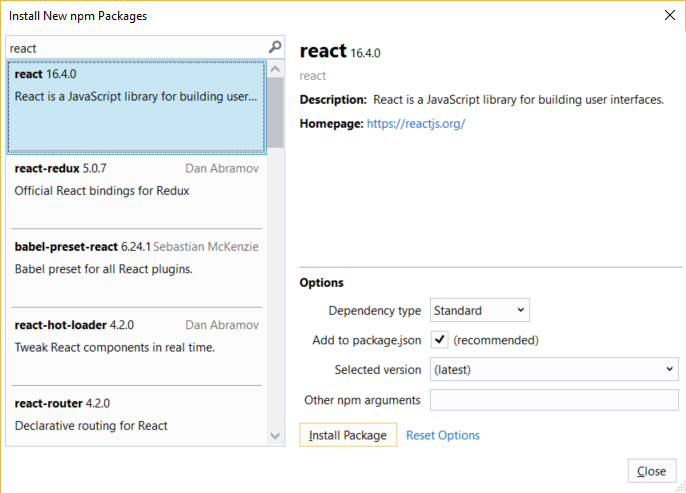 Install New npm Packages
react
react 16.4.0
React is a JavaScript library for building user...
react-redux 5.0.7 Dan Abramov
Official React bindings for Redux
babel-preset-react 6.24.1 Sebastian McKenzie
Babel preset for all React plugins.
react-hot-loader 4.2.0 Dan Abramov
Tweak React components in real time.
react-router 4.2.0
Declarative routing for React
react 16.4.0
react
Description: React is a JavaScript library for building user interfaces.
Homepage: https://reactjs.org/
Options
Dependency type Standard
Add to package.json (recommended)
Selected version (latest)
Other npm arguments
Install Package Reset Options
Close